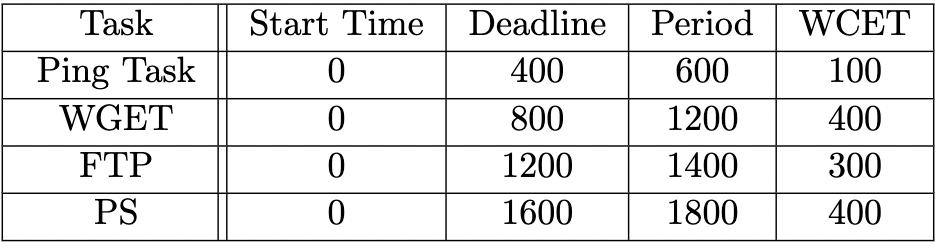 Task Start Time Deadline Period WCET
Ping Task 0 400 600 100
WGET 0 800 1200 400
FTP 0 1200 1400 300
PS 0 1600 1800 400